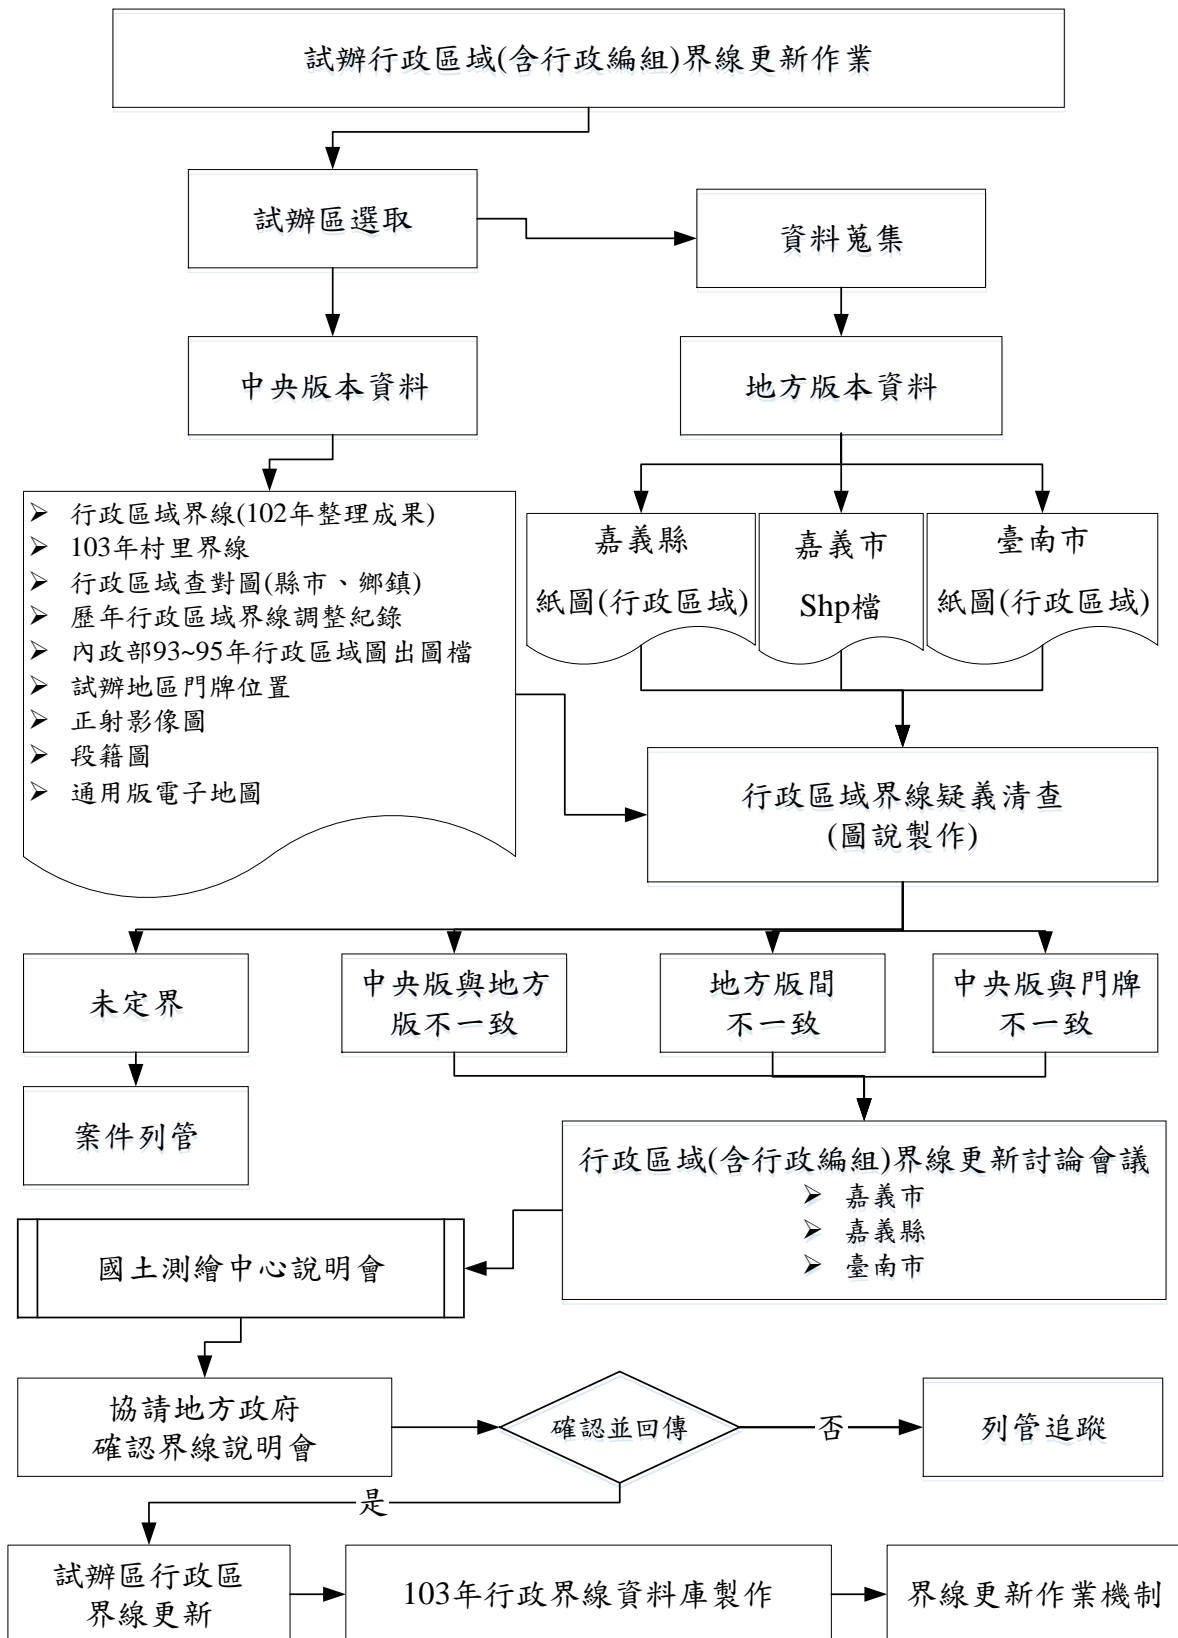 試辦行政區域(含行政編組)界線更新作業
試辦區選取
資料蒐集
中央版本資料
地方版本資料
➢ 行政區域界線(102年整理成果)
➢ 103年村里界線
➢ 行政區域查對圖(縣市、鄉鎮)
➢ 歷年行政區域界線調整紀錄
➢ 內政部93~95年行政區域圖出圖檔
➢ 試辦地區門牌位置
➢ 正射影像圖
➢ 段籍圖
➢ 通用版電子地圖
嘉義縣
紙圖(行政區域)
嘉義市
Shp檔
臺南市
紙圖(行政區域)
行政區域界線疑義清查
(圖說製作)
未定界
中央版與地方
版不一致
地方版間
不一致
中央版與門牌
不一致
案件列管
行政區域(含行政編組)界線更新討論會議
➢ 嘉義市
➢ 嘉義縣
➢ 臺南市
國土測繪中心說明會
協請地方政府
確認界線說明會
確認並回傳
否
列管追蹤
是
試辦區行政區
界線更新
103年行政界線資料庫製作
界線更新作業機制